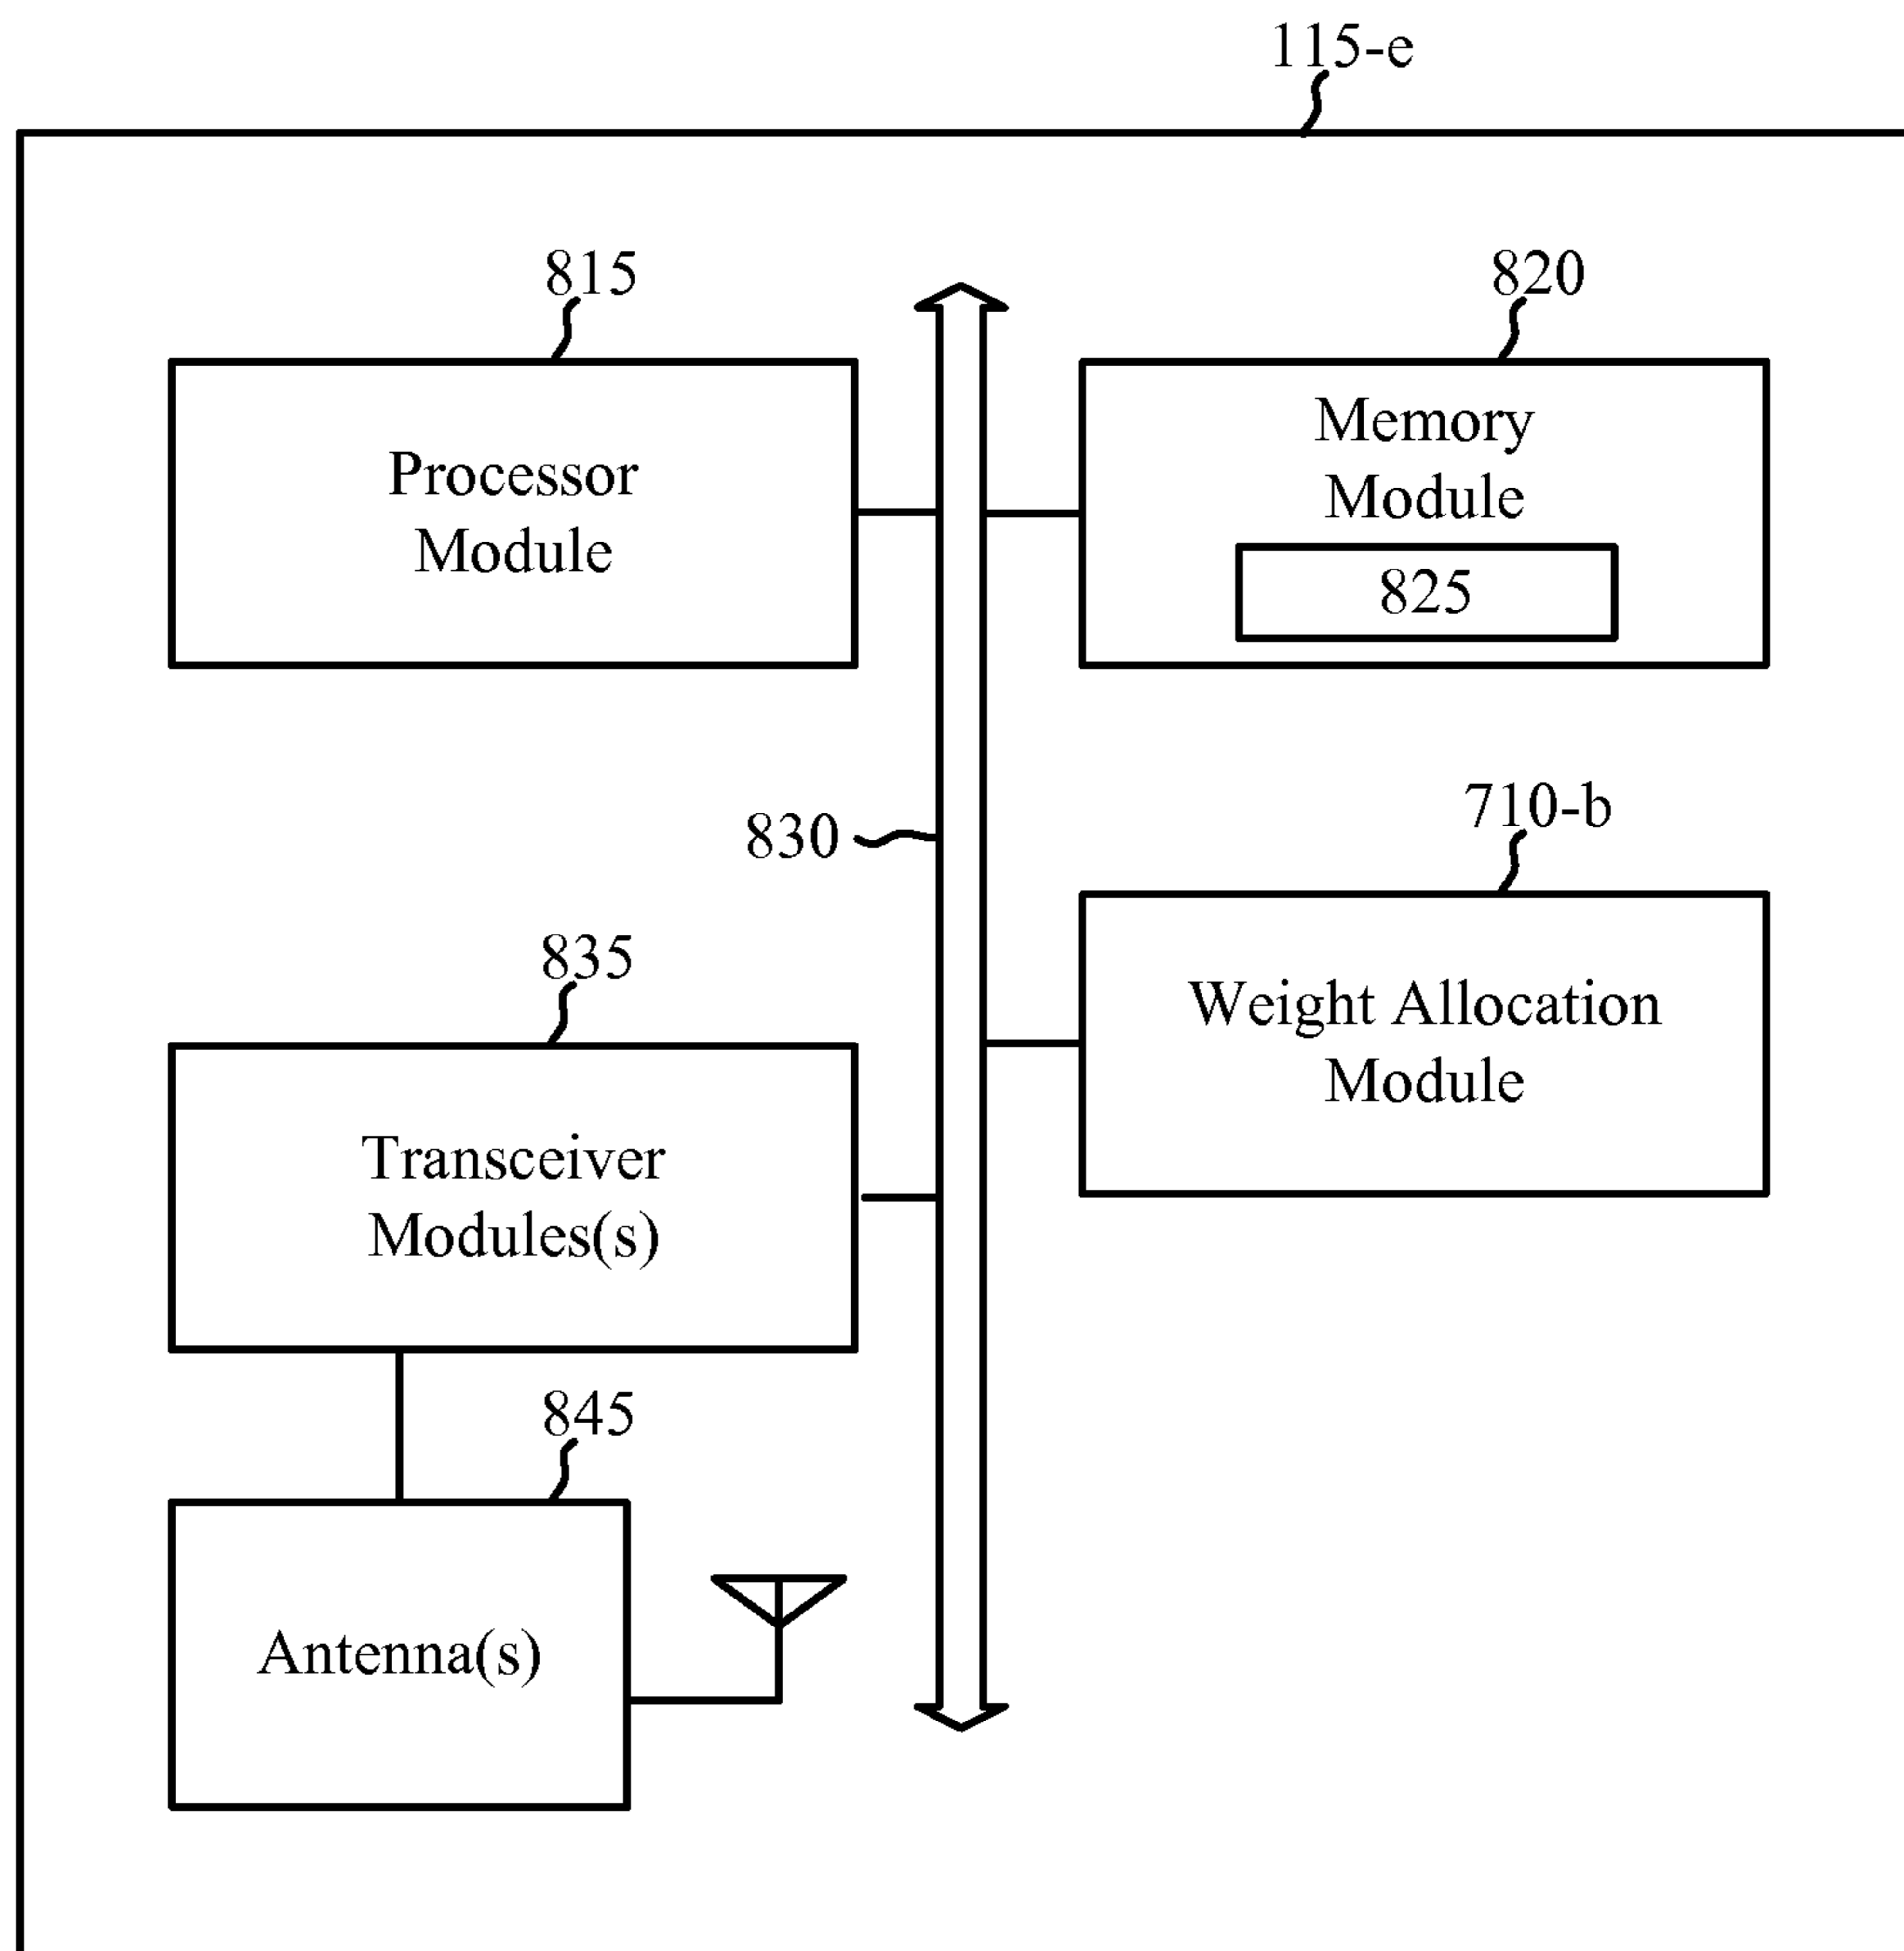 115-e
815
820
Processor
Module
Memory
Module
825
830
710-b
835
Weight Allocation
Module
Transceiver
Modules(s)
845
Antenna(s)